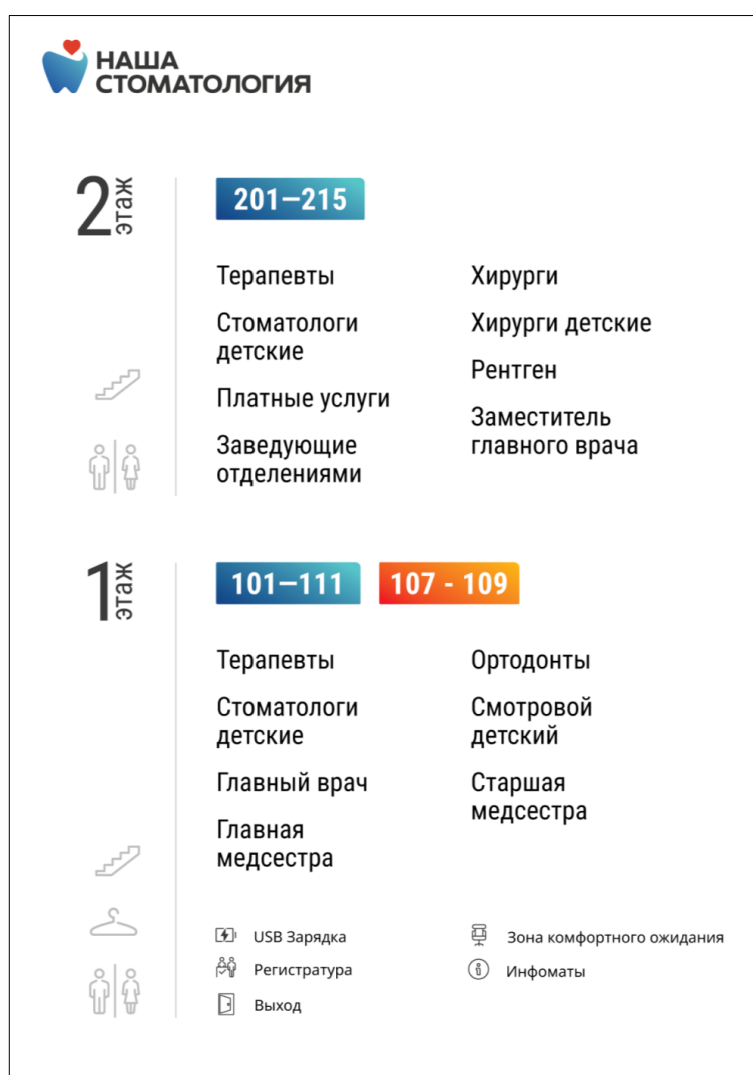 НАША
СТОМАТОЛОГИЯ
2 этаж
201—215
Терапевты
Стоматологи
детские
Платные услуги
Заведующие
отделениями
Хирурги
Хирурги детские
Рентген
Заместитель
главного врача
1 этаж
101—111
107 - 109
Терапевты
Стоматологи
детские
Главный врач
Главная
медсестра
Ортодонты
Смотровой
детский
Старшая
медсестра
USB Зарядка
Регистратура
Выход
Зона комфортного ожидания
Инфоматы